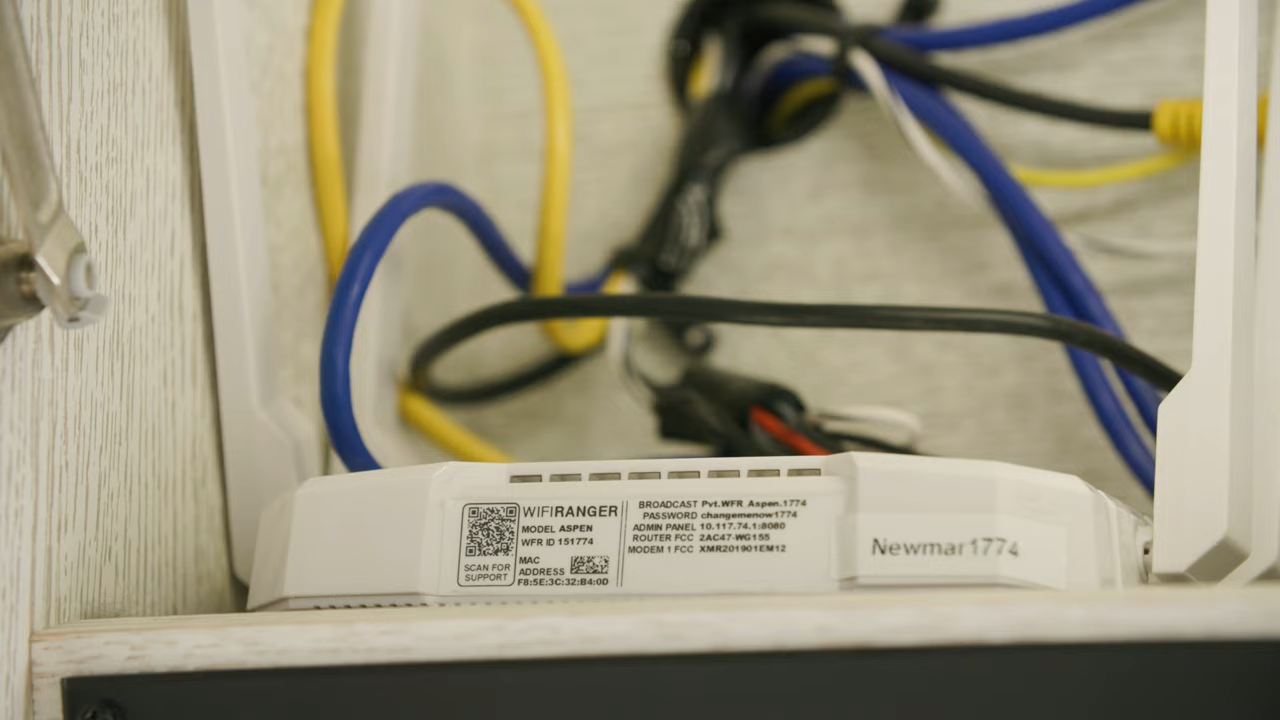 WIFIRANGER
MODEL ASPEN
WFR ID 151774
MAC
ADDRESS
F8:5E:3C:32:B4:0D
SCAN FOR
SUPPORT
BROADCAST Pvt.WFR_Aspen.1774
PASSWORD changemenow1774
ADMIN PANEL 10.117.74.1:8080
ROUTER FCC 2AC47-WG155
MODEM 1 FCC XMR201901EM12
Newmar1774